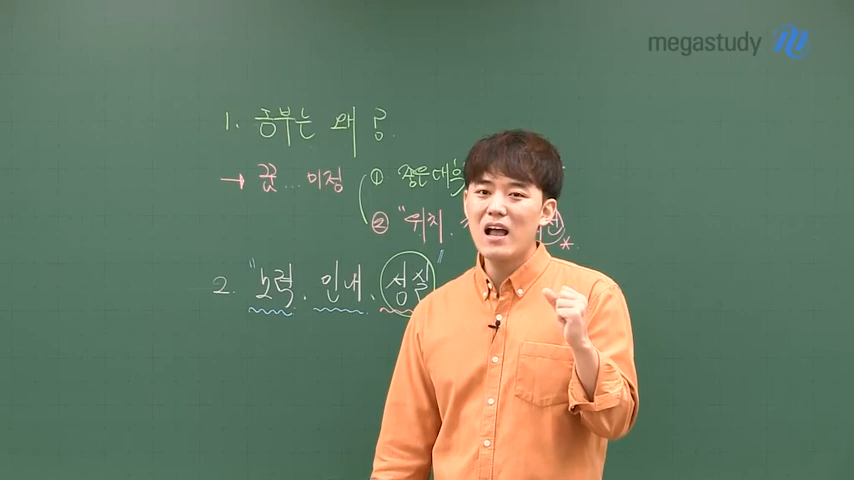 megastudy
1. 공부는 왜?
→ 꿈... 미정 ① 좋은대학
② "위치.
2. "노력. 인내. 성실"